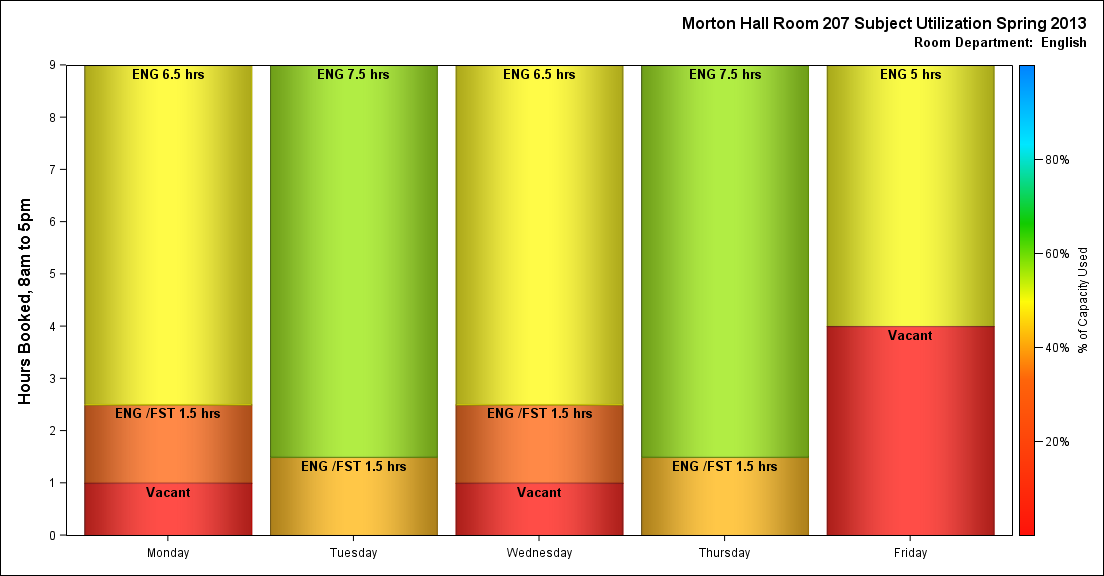 Morton Hall Room 207 Subject Utilization Spring 2013
Room Department:  English
Hours Booked, 8am to 5pm
9
8
7
6
5
4
3
2
1
0
ENG 6.5 hrs
ENG /FST 1.5 hrs
Vacant
ENG 7.5 hrs
ENG /FST 1.5 hrs
ENG 6.5 hrs
ENG /FST 1.5 hrs
Vacant
ENG 7.5 hrs
ENG /FST 1.5 hrs
ENG 5 hrs
Vacant
Monday
Tuesday
Wednesday
Thursday
Friday
80%
60%
40%
20%
% of Capacity Used